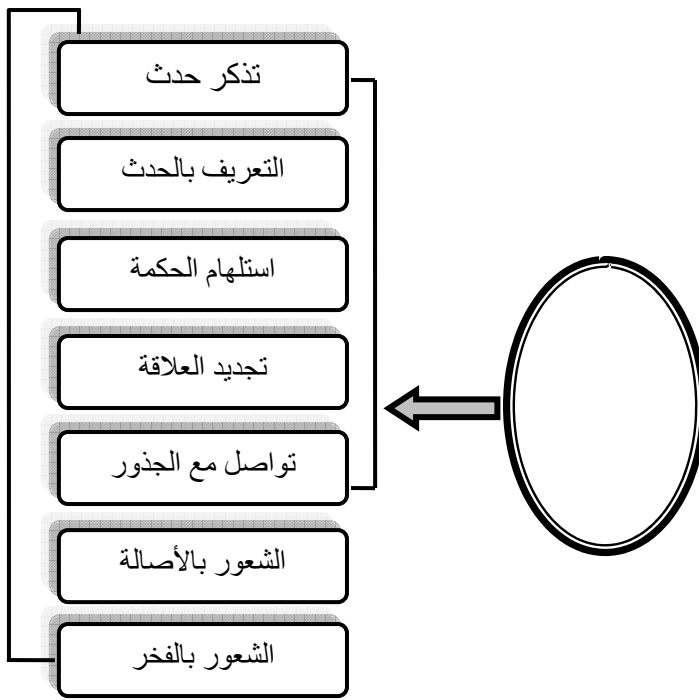 تذكر حدث
التعريف بالحدث
استلهام الحكمة
تجديد العلاقة
تواصل مع الجذور
الشعور بالأصالة
الشعور بالفخر